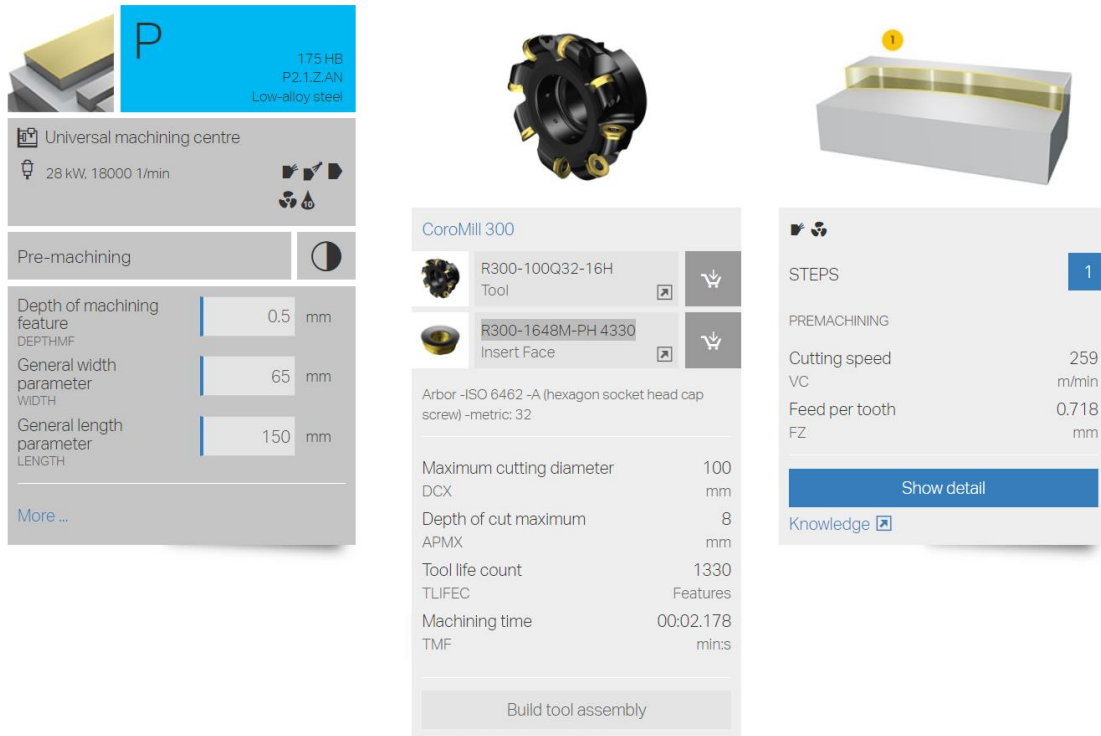 P
175 HB
P2.1.Z.AN
Low-alloy steel
Universal machining centre
28 kW, 18000 1/min
10
Pre-machining
Depth of machining
feature
DEPTHMF
0.5 mm
General width
parameter
WIDTH
65 mm
General length
parameter
LENGTH
150 mm
More ...
CoroMill 300
R300-100Q32-16H
Tool
R300-1648M-PH 4330
Insert Face
Arbor -ISO 6462 -A (hexagon socket head cap
screw) -metric: 32
Maximum cutting diameter 100
DCX mm
Depth of cut maximum 8
APMX mm
Tool life count 1330
TLIFEC Features
Machining time 00:02.178
TMF min:s
Build tool assembly
1
STEPS 1
PREMACHINING
Cutting speed 259
VC m/min
Feed per tooth 0.718
FZ mm
Show detail
Knowledge